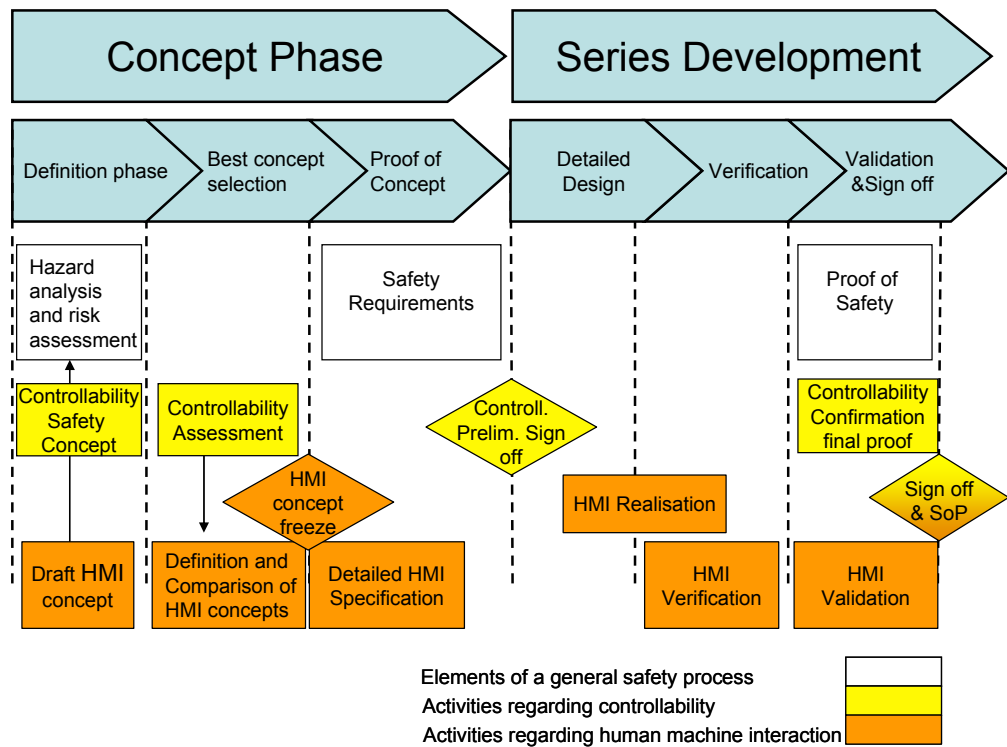 Concept Phase
Series Development
Definition phase
Best concept
selection
Proof of
Concept
Detailed
Design
Verification
Validation
&Sign off
Hazard
analysis
and risk
assessment
Safety
Requirements
Proof of
Safety
Controllability
Safety
Concept
Controllability
Assessment
Controll.
Prelim. Sign
off
Controllability
Confirmation
final proof
HMI
concept
freeze
HMI Realisation
Sign off
& SoP
Draft HMI
concept
Definition and
Comparison of
HMI concepts
Detailed HMI
Specification
HMI
Verification
HMI
Validation
Elements of a general safety process
Activities regarding controllability
Activities regarding human machine interaction